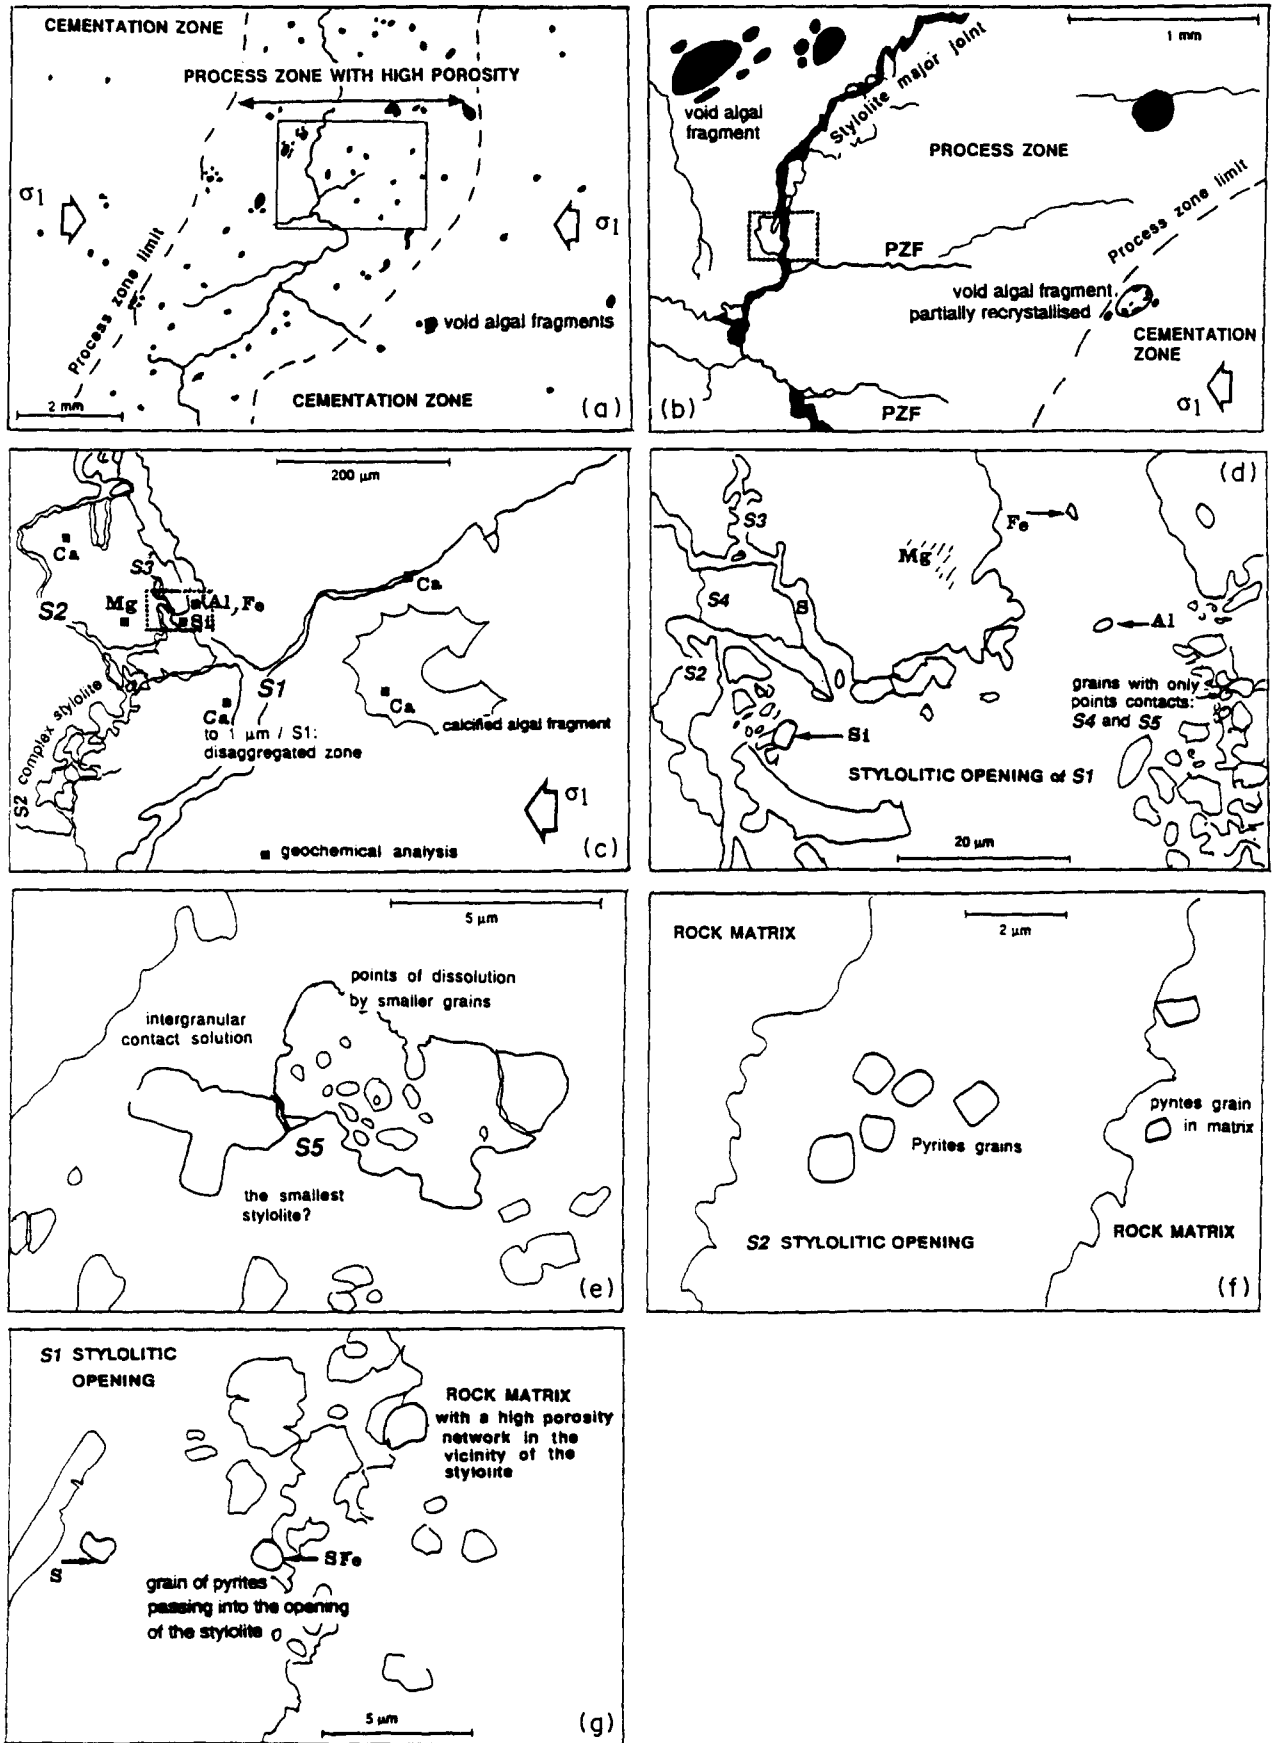 CEMENTATION ZONE
PROCESS ZONE WITH HIGH POROSITY
σ1
σ1
Process zone limit
void algal fragments
CEMENTATION ZONE
2 mm
(a)
1 mm
Stylolite major joint
void algal
fragment
PROCESS ZONE
Process zone limit
PZF
void algal fragment
partially recrystallised
CEMENTATION
ZONE
PZF
σ1
(b)
200 µm
Ca
S3
Ca
S2
Mg
Al, Fe
Si
S1
Ca
calcified algal fragment
Ca
to 1 µm / S1:
disaggregated zone
S2 complex stylolite
σ1
geochemical analysis
(c)
(d)
S3
Fe
Mg
S4
S
Al
S2
grains with only
points contacts:
S4 and S5
Si
STYLOLITIC OPENING of S1
20 µm
5 µm
points of dissolution
by smaller grains
intergranular
contact solution
S5
the smallest
stylolite?
(e)
ROCK MATRIX
2 µm
pyntes grain
in matrix
Pyrites grains
S2 STYLOLITIC OPENING
ROCK MATRIX
(f)
S1 STYLOLITIC
OPENING
ROCK MATRIX
with a high porosity
network in the
vicinity of the
stylolite
S
SFe
grain of pyrites
passing into the opening
of the stylolite
5 µm
(g)